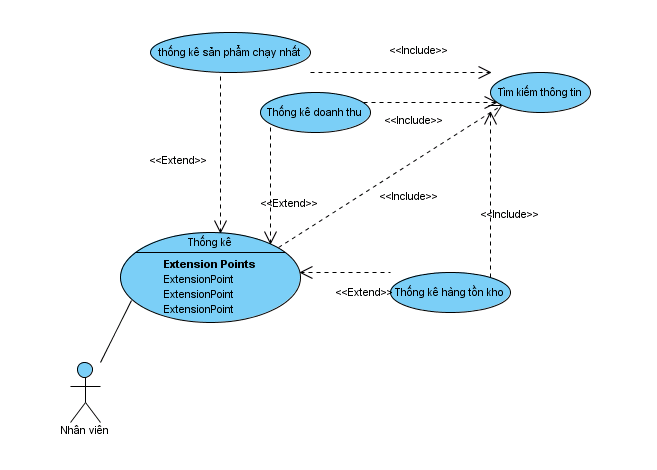 thống kê sản phẩm chạy nhất
<<Include>>
Tìm kiếm thông tin
Thống kê doanh thu
<<Include>>
<<Extend>>
<<Include>>
<<Extend>>
<<Include>>
Thống kê
Extension Points
ExtensionPoint
ExtensionPoint
ExtensionPoint
<<Extend>>
Thống kê hàng tồn kho
Nhân viên